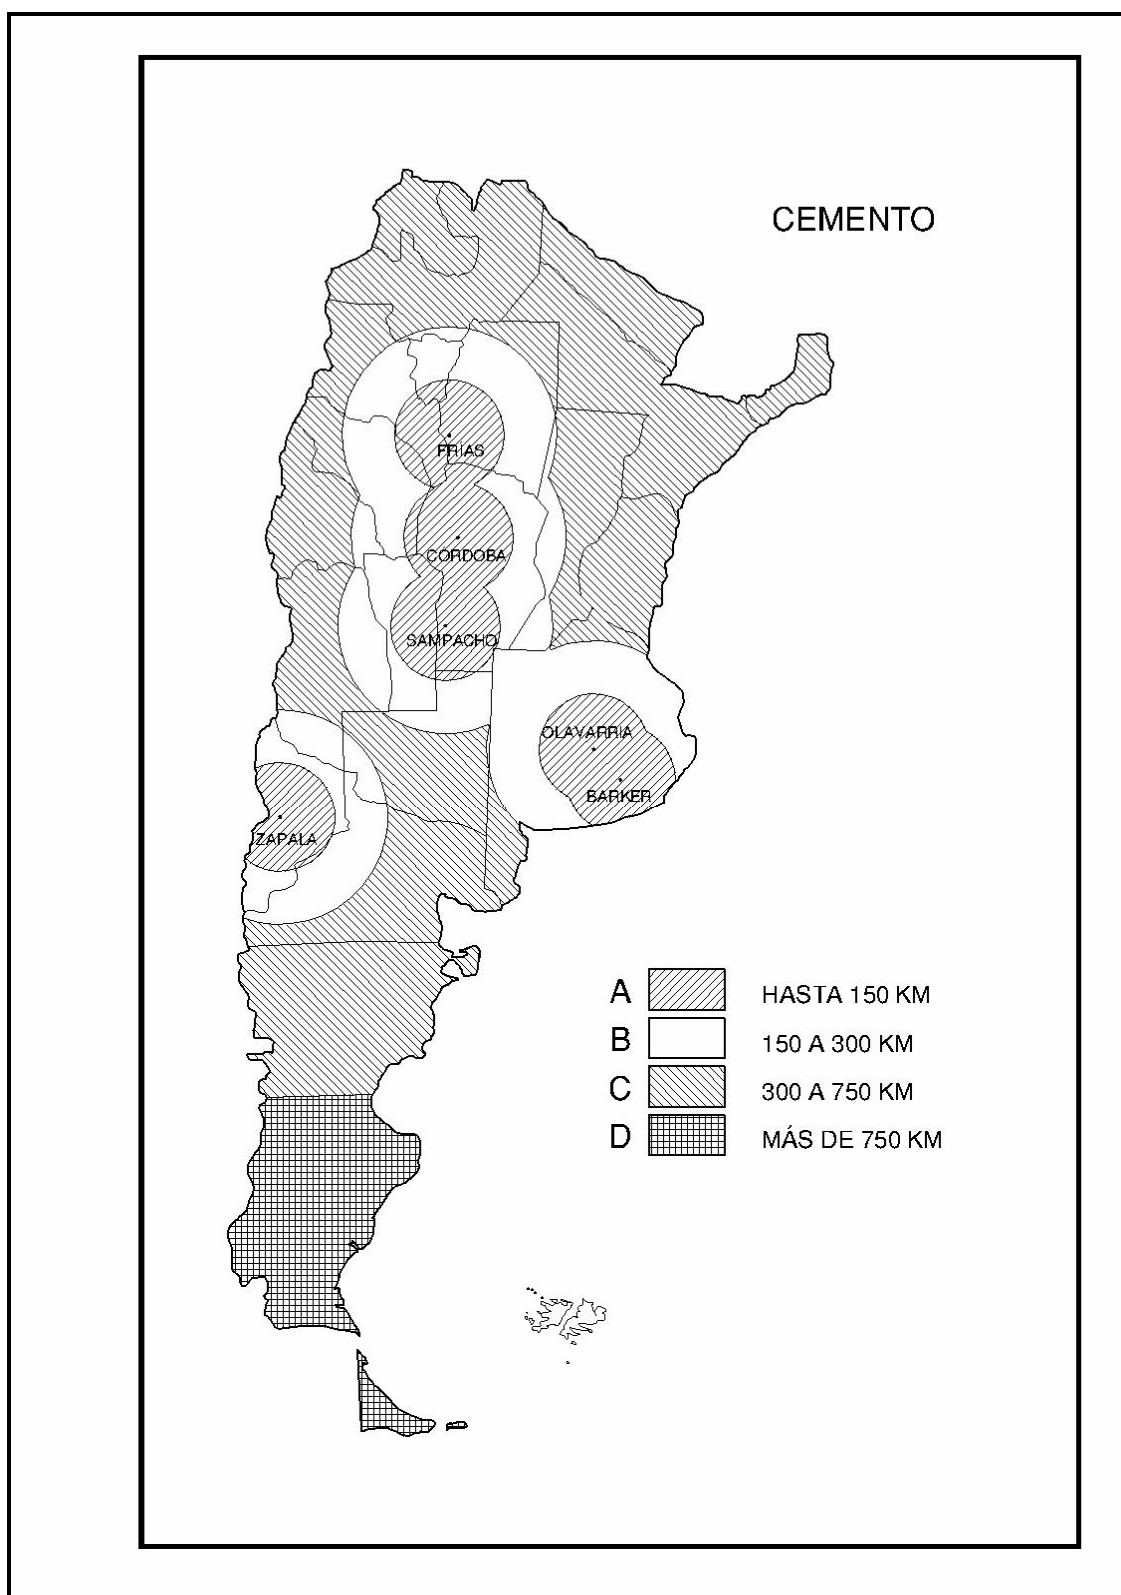 CEMENTO
FRIAS
CÓRDOBA
SAMPACHO
OLAVARRIA
BARKER
ZAPALA
A HASTA 150 KM
B 150 A 300 KM
C 300 A 750 KM
D MÁS DE 750 KM